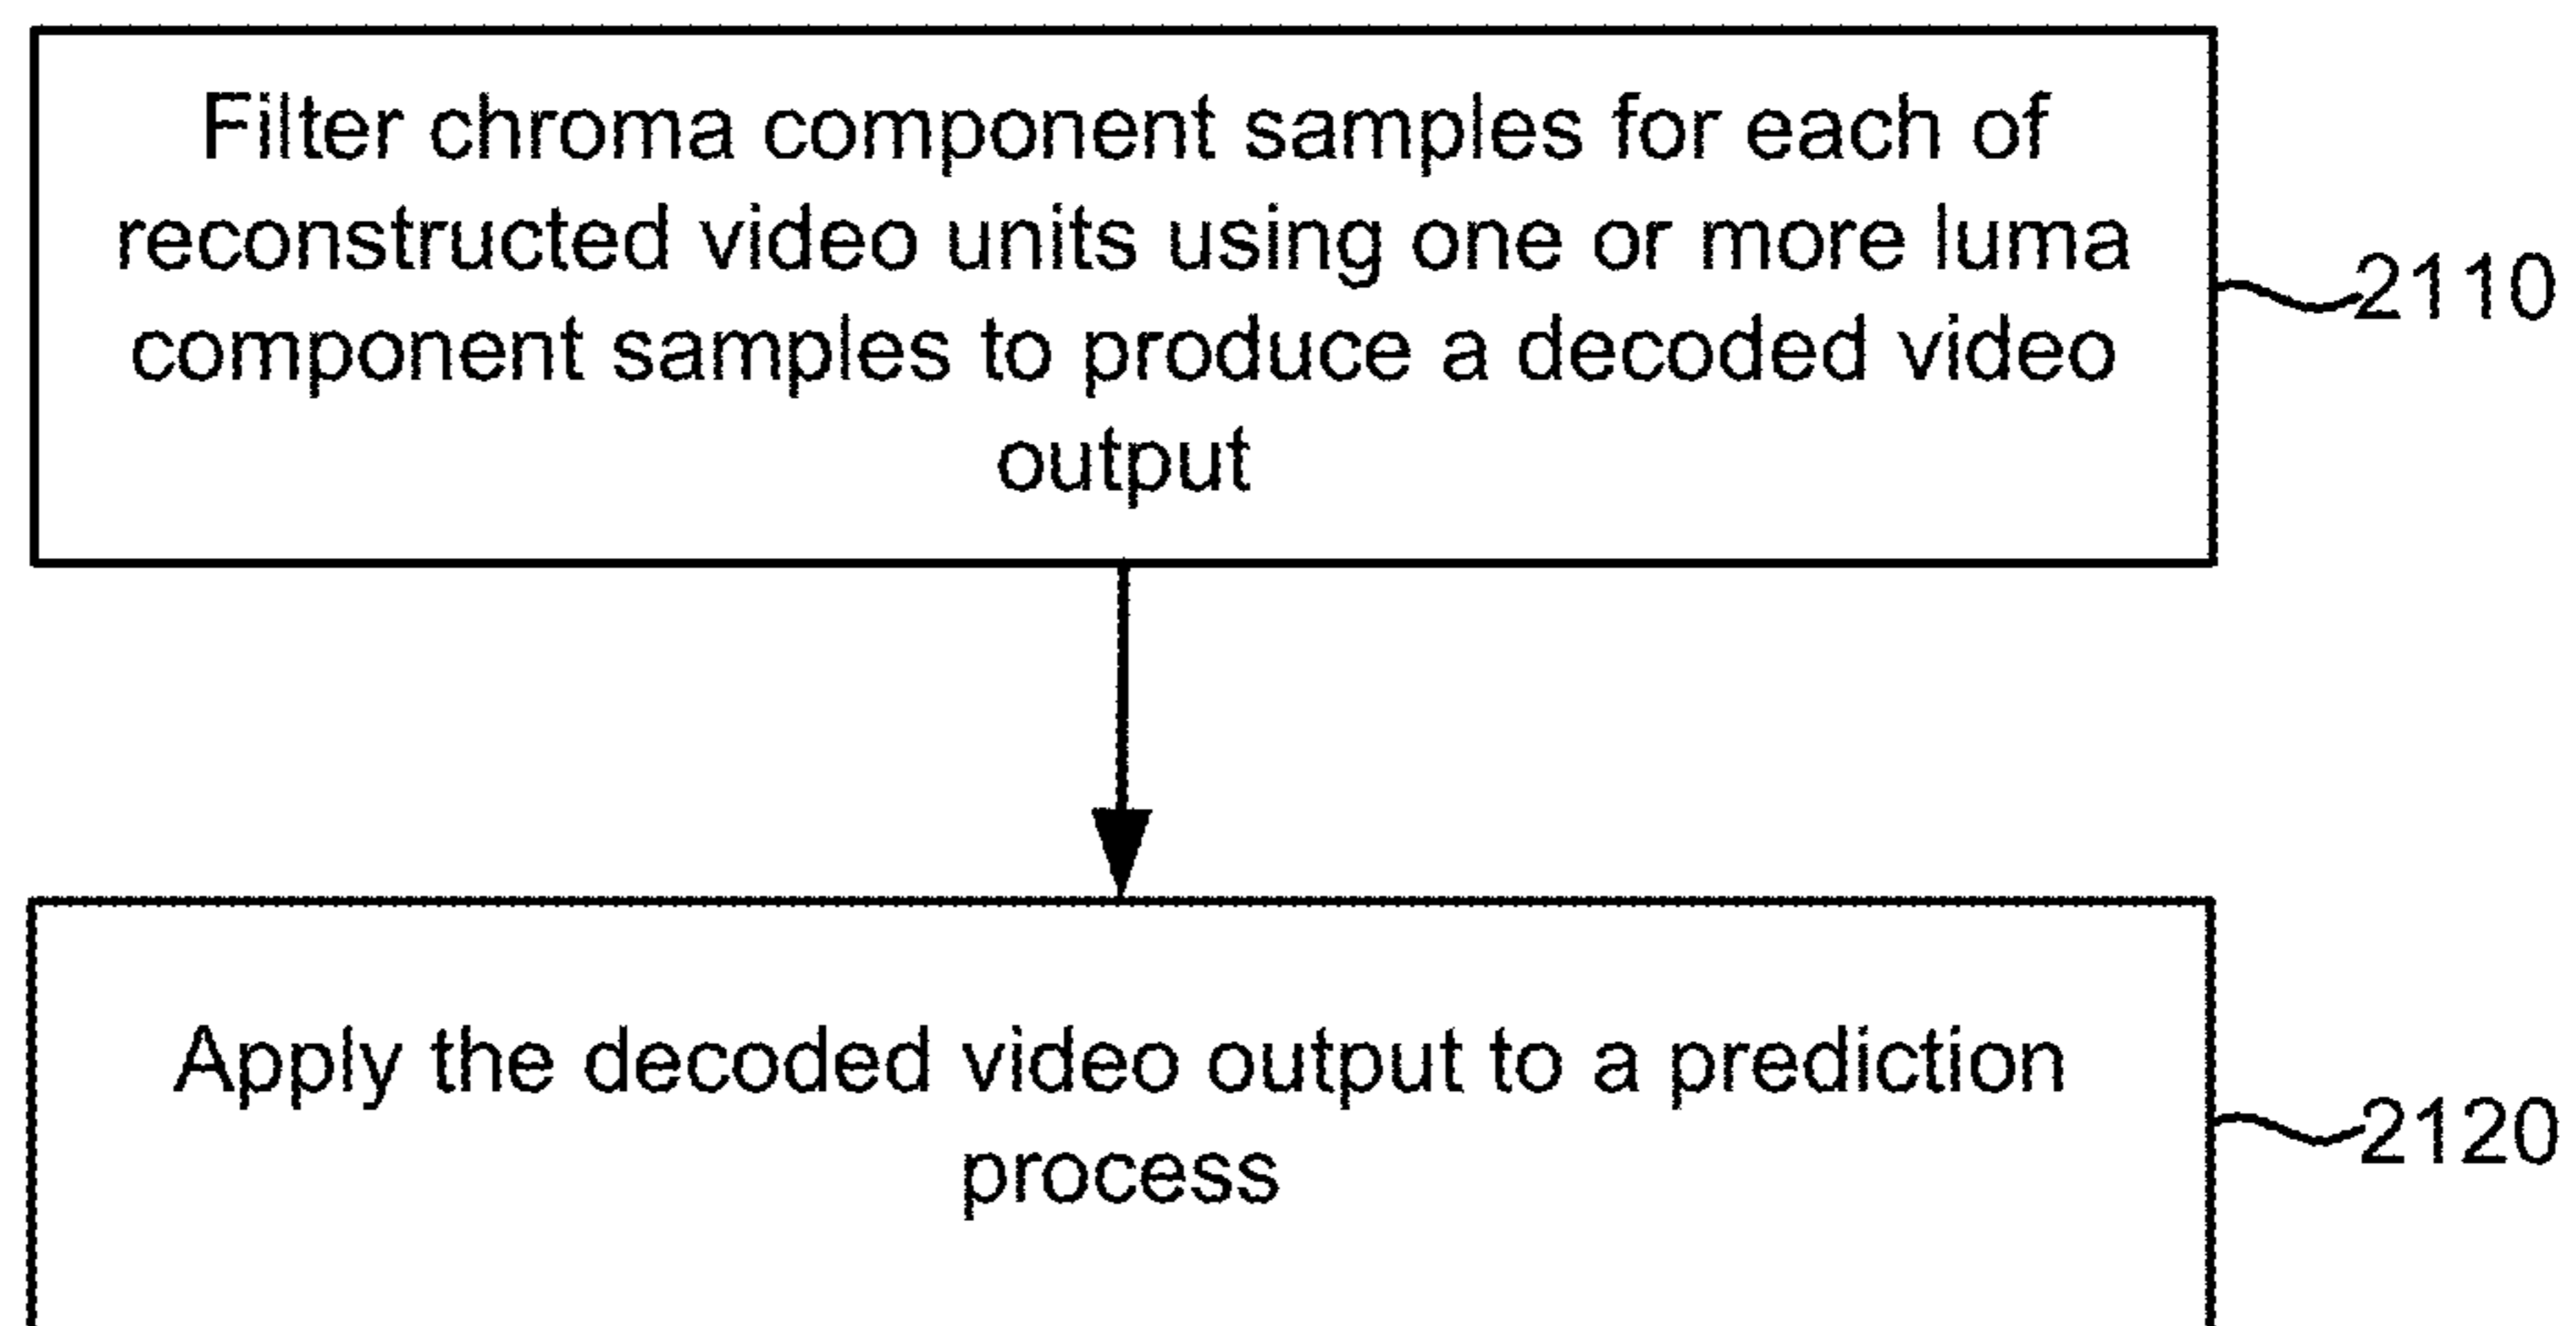 Filter chroma component samples for each of
reconstructed video units using one or more luma
component samples to produce a decoded video
output
2110
Apply the decoded video output to a prediction
process
2120